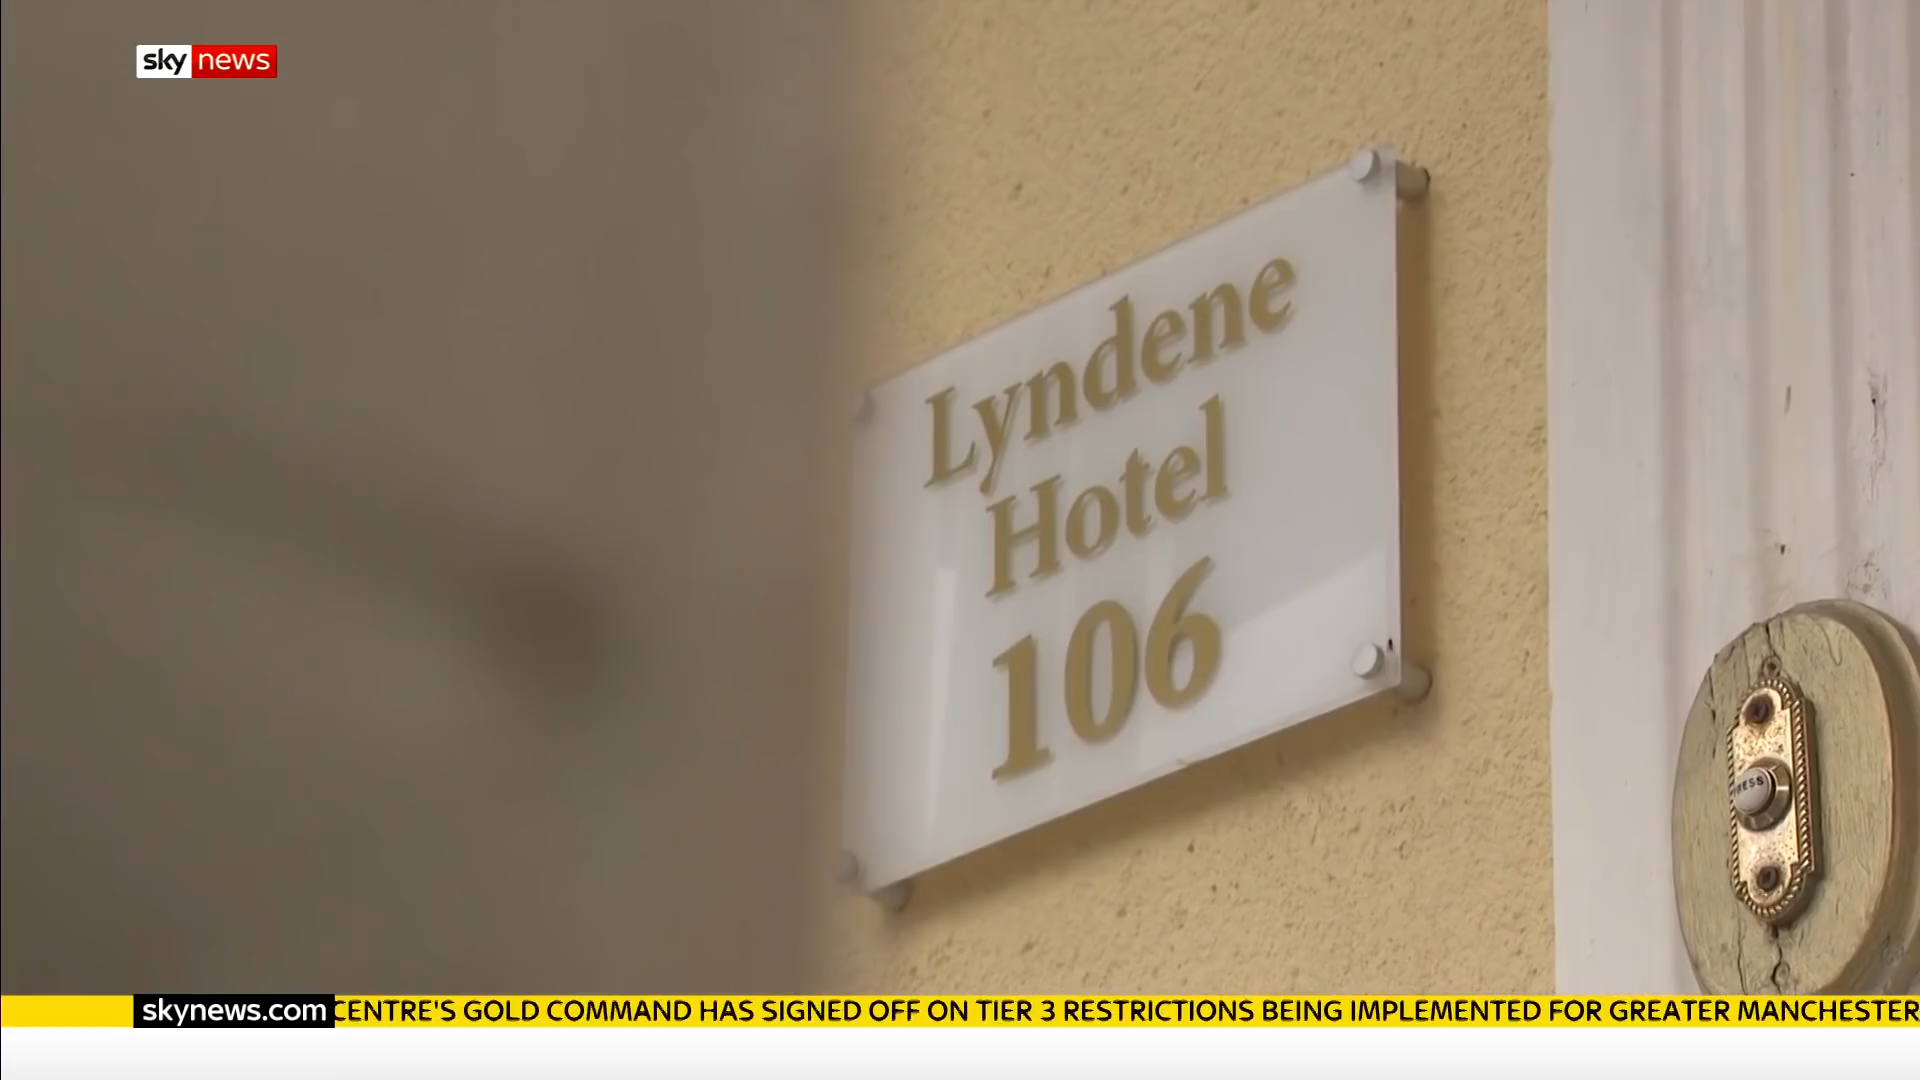 sky news
Lyndene
Hotel
106
PRESS
skynews.com CENTRE'S GOLD COMMAND HAS SIGNED OFF ON TIER 3 RESTRICTIONS BEING IMPLEMENTED FOR GREATER MANCHESTER